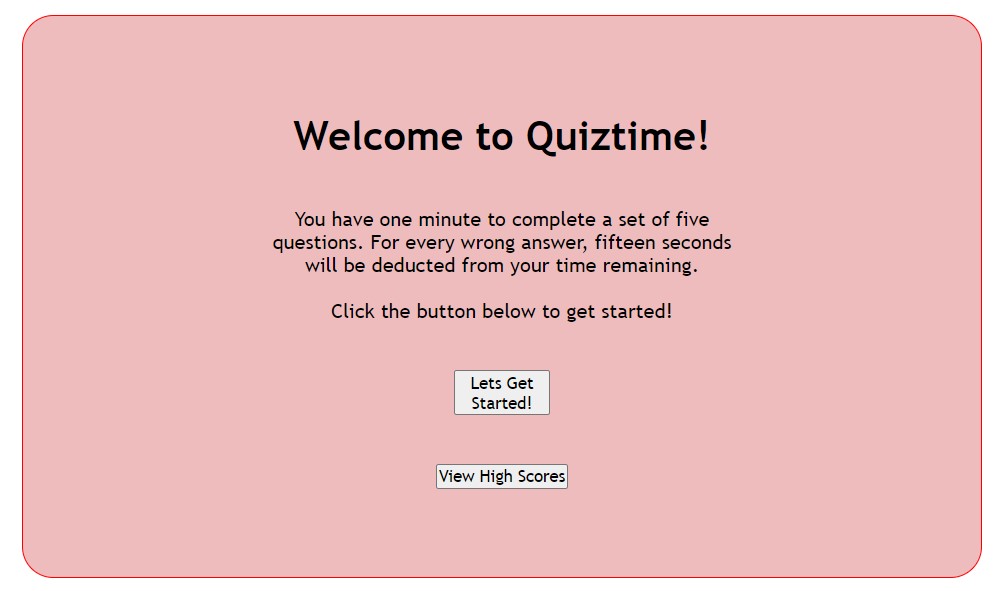 Welcome to Quiztime!
You have one minute to complete a set of five
questions. For every wrong answer, fifteen seconds
will be deducted from your time remaining.
Click the button below to get started!
Lets Get
Started!
View High Scores